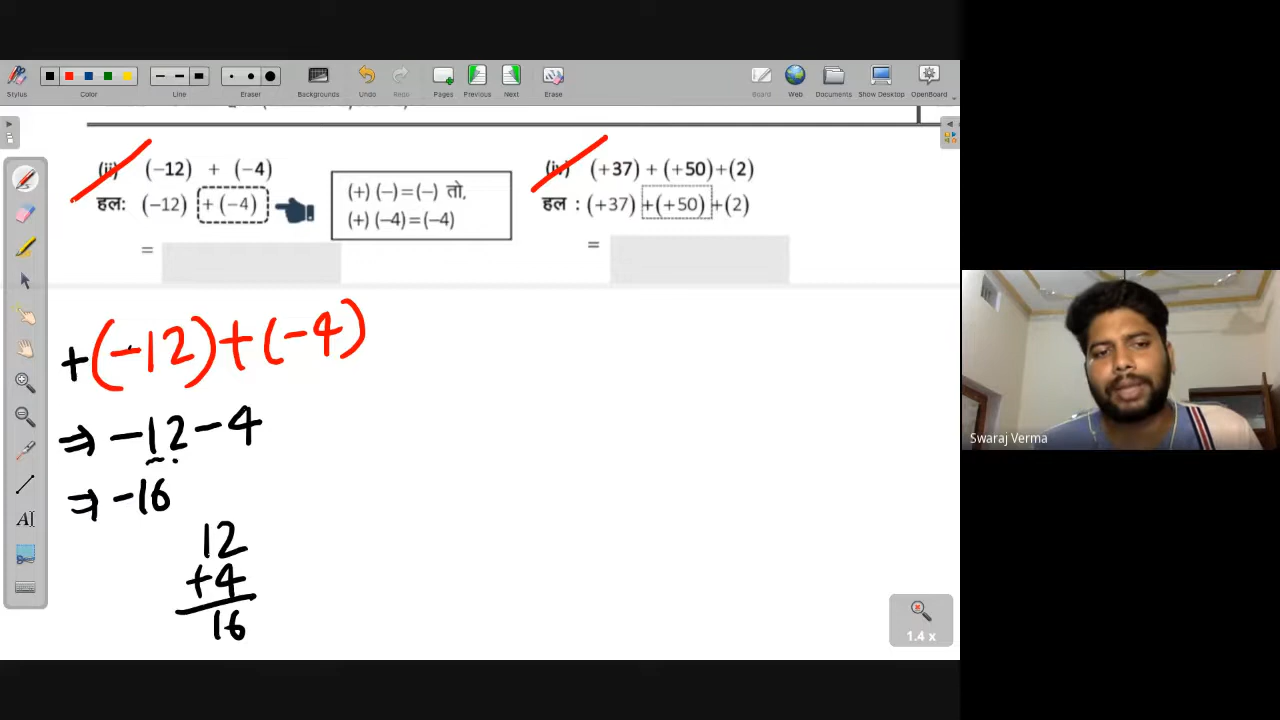 Stylus Color Line Eraser Backgrounds Undo Redo Pages Previous Next Erase Board Web Documents Show Desktop OpenBoard
(ii) (−12) + (−4)
हल: (−12) + (−4)
=
(+) (−)=(−) तो,
(+) (−4)=(−4)
(iv) (+37) + (+50)+(2)
हल : (+37) +(+50) +(2)
=
+(-12)+(-4)
⇒ -12-4
⇒ -16
12
+4
16
1.4 x
Swaraj Verma